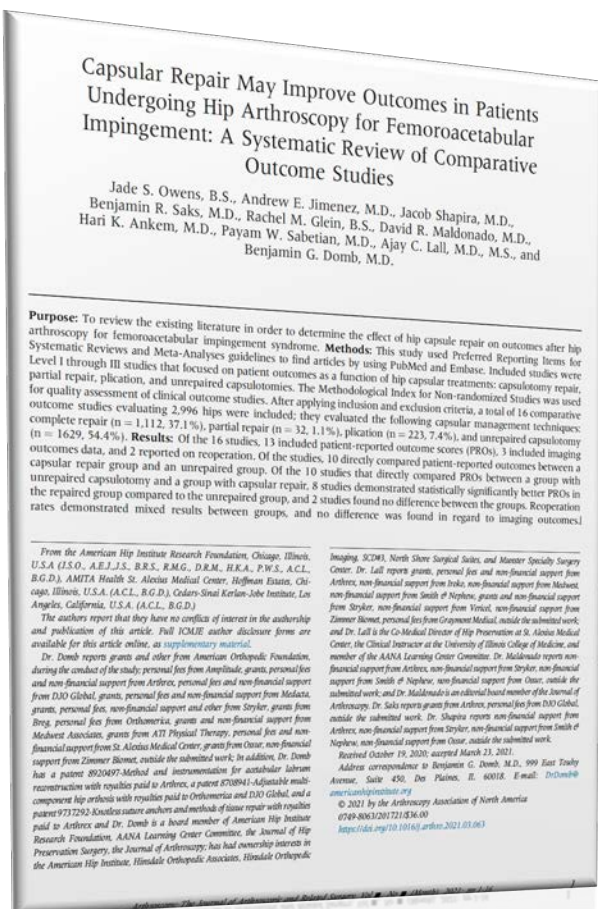 Capsular Repair May Improve Outcomes in Patients
Undergoing Hip Arthroscopy for Femoroacetabular
Impingement: A Systematic Review of Comparative
Outcome Studies
Jade S. Owens, B.S., Andrew E. Jimenez, M.D., Jacob Shapira, M.D.,
Benjamin R. Saks, M.D., Rachel M. Glein, B.S., David R. Maldonado, M.D.,
Hari K. Ankem, M.D., Payam W. Sabetian, M.D., Ajay C. Lall, M.D., M.S., and
Benjamin G. Domb, M.D.
Purpose: To review the existing literature in order to determine the effect of hip capsule repair on outcomes after hip
arthroscopy for femoroacetabular impingement syndrome. Methods: This study used Preferred Reporting Items for
Systematic Reviews and Meta-Analyses guidelines to find articles by using PubMed and Embase. Included studies were
Level I through III studies that focused on patient outcomes as a function of hip capsular treatments: capsulotomy repair,
partial repair, plication, and unrepaired capsulotomies. The Methodological Index for Non-randomized Studies was used
for quality assessment of clinical outcome studies. After applying inclusion and exclusion criteria, a total of 16 comparative
outcome studies evaluating 2,996 hips were included; they evaluated the following capsular management techniques:
complete repair (n = 1,112, 37.1%), partial repair (n = 32, 1.1%), plication (n = 223, 7.4%), and unrepaired capsulotomy
(n = 1629, 54.4%). Results: Of the 16 studies, 13 included patient-reported outcome scores (PROs), 3 included imaging
outcomes data, and 2 reported on reoperation. Of the studies, 10 directly compared patient-reported outcomes between a
capsular repair group and an unrepaired group. Of the 10 studies that directly compared PROs between a group with
unrepaired capsulotomy and a group with capsular repair, 8 studies demonstrated statistically significantly better PROs in
the repaired group compared to the unrepaired group, and 2 studies found no difference between the groups. Reoperation
rates demonstrated mixed results between groups, and no difference was found in regard to imaging outcomes.
From the American Hip Institute Research Foundation, Chicago, Illinois,
U.S.A (J.S.O., A.E.J., J.S., B.R.S., R.M.G., D.R.M., H.K.A., P.W.S., A.C.L.,
B.G.D.), AMITA Health St. Alexius Medical Center, Hoffman Estates, Chi-
cago, Illinois, U.S.A. (A.C.L., B.G.D.), Cedars-Sinai Kerlan-Jobe Institute, Los
Angeles, California, U.S.A. (A.C.L., B.G.D.)
The authors report that they have no conflicts of interest in the authorship
and publication of this article. Full ICMJE author disclosure forms are
available for this article online, as supplementary material.
Dr. Domb reports grants and other from American Orthopedic Foundation,
during the conduct of the study; personal fees from Amplitude, grants, personal fees
and non-financial support from Arthrex, personal fees and non-financial support
from DJO Global, grants, personal fees and non-financial support from Medacta,
grants, personal fees, non-financial support and other from Stryker, grants from
Breg, personal fees from Orthomerica, grants and non-financial support from
Medwest Associates, grants from ATI Physical Therapy, personal fees and non-
financial support from St. Alexius Medical Center, grants from Ossur, non-financial
support from Zimmer Biomet, outside the submitted work; In addition, Dr. Domb
has a patent 8920497-Method and instrumentation for acetabular labrum
reconstruction with royalties paid to Arthrex, a patent 8708941-Adjustable multi-
component hip orthosis with royalties paid to Orthomerica and DJO Global, and a
patent 9737292-Knotless suture anchors and methods of tissue repair with royalties
paid to Arthrex and Dr. Domb is a board member of American Hip Institute
Research Foundation, AANA Learning Center Committee, the Journal of Hip
Preservation Surgery, the Journal of Arthroscopy; has had ownership interests in
the American Hip Institute, Hinsdale Orthopedic Associates, Hinsdale Orthopedic
Imaging, SCD#3, North Shore Surgical Suites, and Munster Specialty Surgery
Center. Dr. Lall reports grants, personal fees and non-financial support from
Arthrex, non-financial support from Iroko, non-financial support from Medwest,
non-financial support from Smith & Nephew, grants and non-financial support
from Stryker, non-financial support from Vericel, non-financial support from
Zimmer Biomet, personal fees from Graymont Medical, outside the submitted work;
and Dr. Lall is the Co-Medical Director of Hip Preservation at St. Alexius Medical
Center, the Clinical Instructor at the University of Illinois College of Medicine, and
member of the AANA Learning Center Committee. Dr. Maldonado reports non-
financial support from Arthrex, non-financial support from Stryker, non-financial
support from Smith & Nephew, non-financial support from Ossur, outside the
submitted work; and Dr. Maldonado is an editorial board member of the Journal of
Arthroscopy. Dr. Saks reports grants from Arthrex, personal fees from DJO Global,
outside the submitted work. Dr. Shapira reports non-financial support from
Arthrex, non-financial support from Stryker, non-financial support from Smith &
Nephew, non-financial support from Ossur, outside the submitted work.
Received October 19, 2020; accepted March 23, 2021.
Address correspondence to Benjamin G. Domb, M.D., 999 East Touhy
Avenue, Suite 450, Des Plaines, IL 60018. E-mail: DrDomb@
americanhipinstitute.org
© 2021 by the Arthroscopy Association of North America
0749-8063/201721/$36.00
https://doi.org/10.1016/j.arthro.2021.03.063